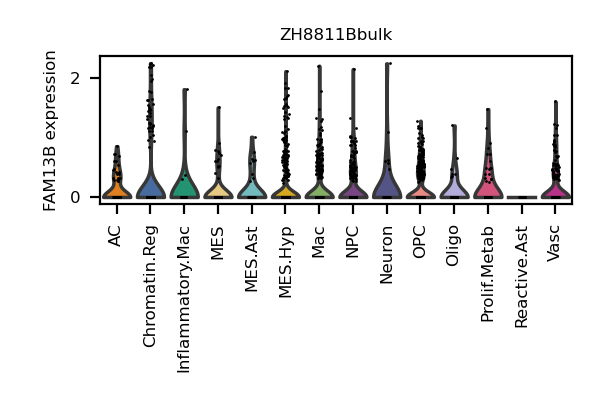 ZH8811Bbulk
FAM13B expression
2
0
AC
Chromatin.Reg
Inflammatory.Mac
MES
MES.Ast
MES.Hyp
Mac
NPC
Neuron
OPC
Oligo
Prolif.Metab
Reactive.Ast
Vasc